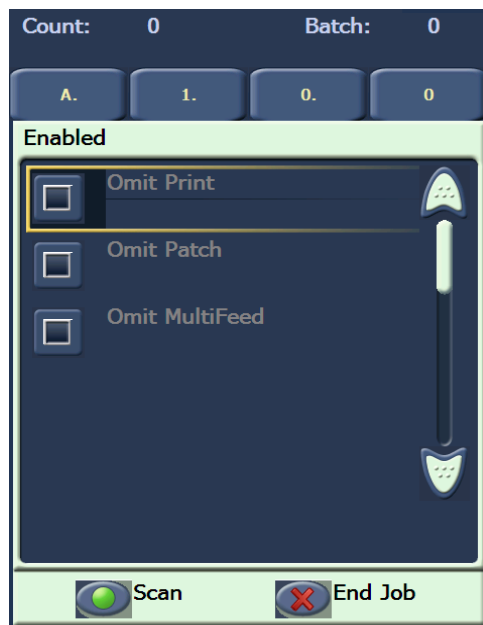 Count: 0 Batch: 0
A. 1. 0. 0
Enabled
Omit Print
Omit Patch
Omit MultiFeed
Scan End Job